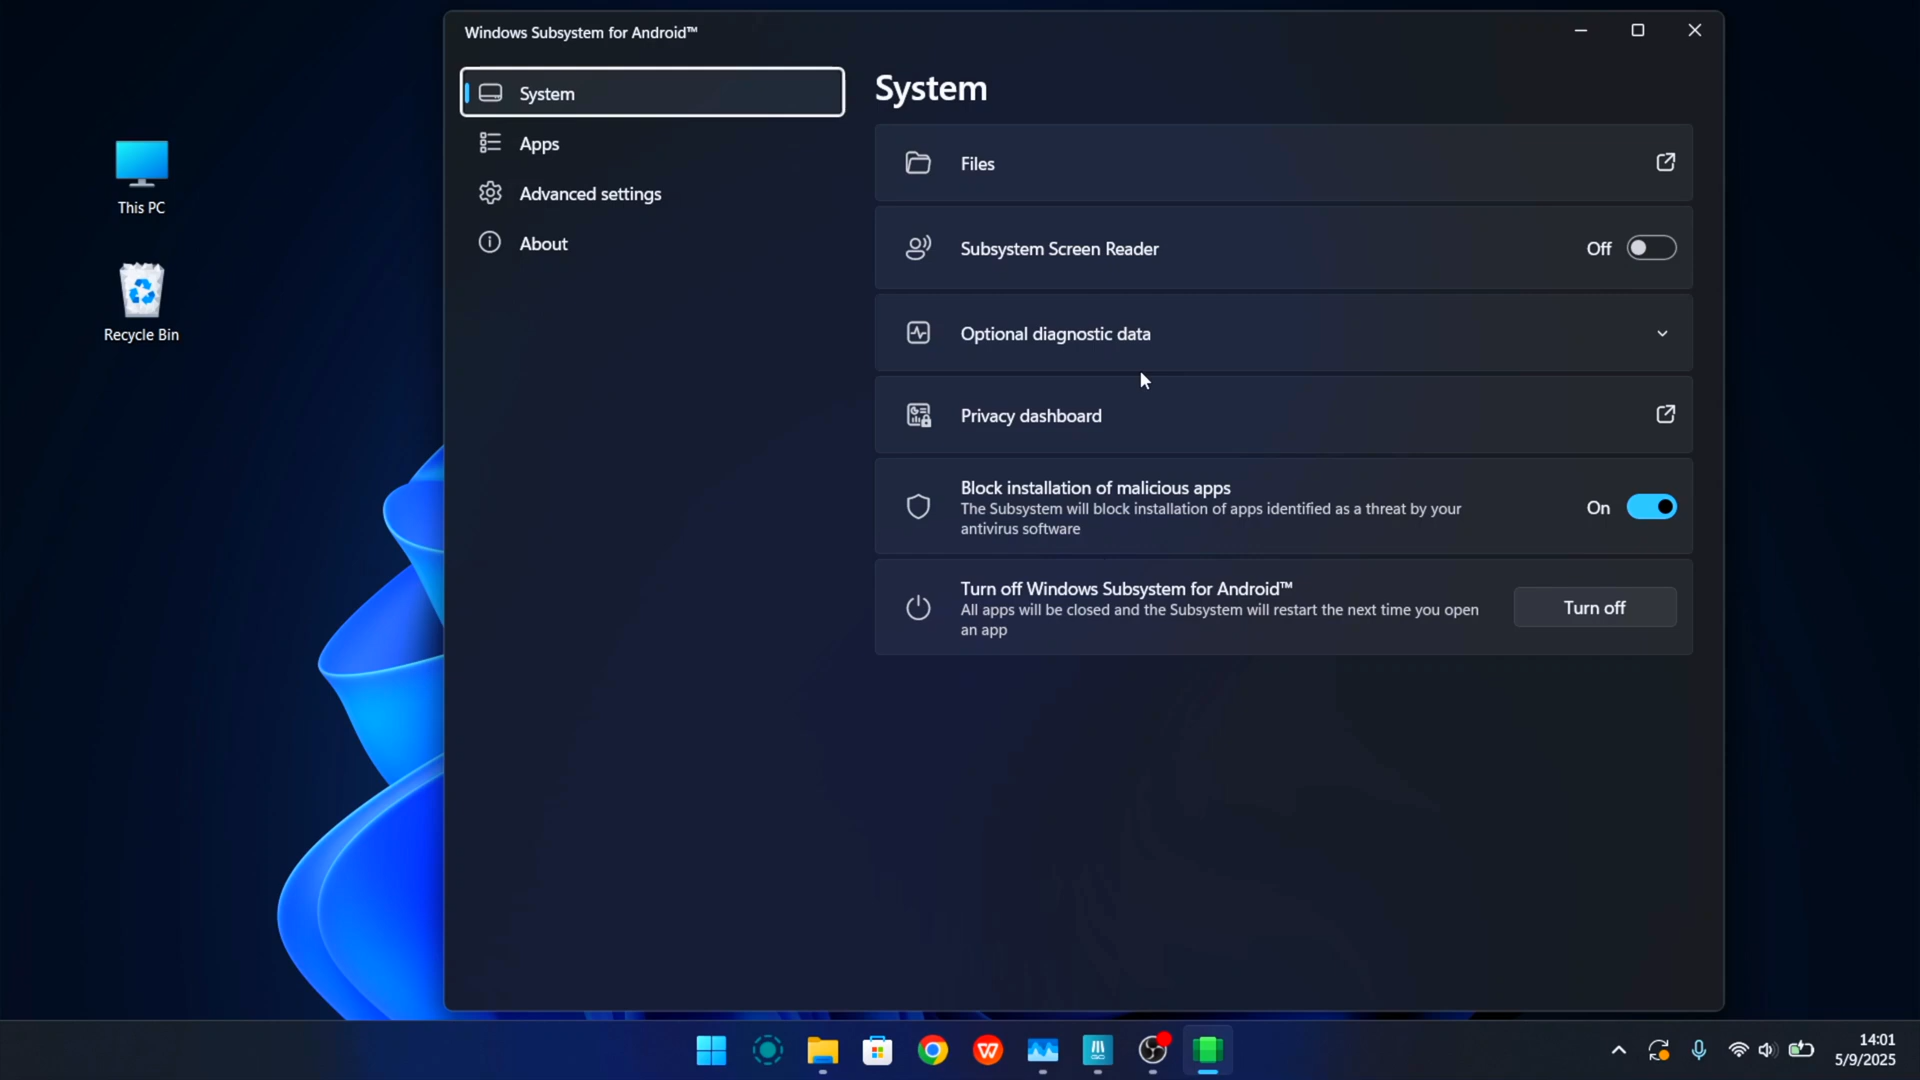 This PC
Recycle Bin
Windows Subsystem for Android™
System
Apps
Advanced settings
About
System
Files
Subsystem Screen Reader
Off
Optional diagnostic data
Privacy dashboard
Block installation of malicious apps
The Subsystem will block installation of apps identified as a threat by your
antivirus software
On
Turn off Windows Subsystem for Android™
All apps will be closed and the Subsystem will restart the next time you open
an app
Turn off
14:01
5/9/2025